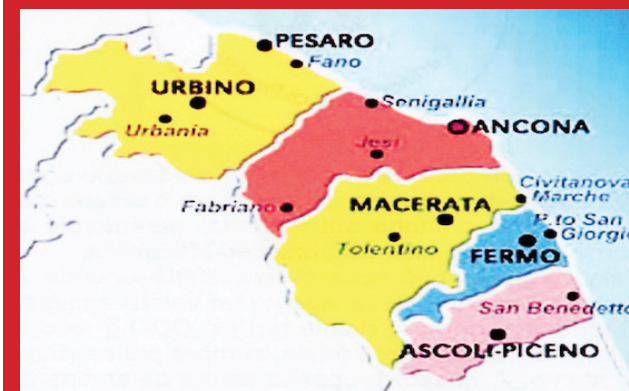 PESARO
Fano
URBINO
Urbania
Senigallia
ANCONA
Jesi
Fabriano
Civitanova
Marche
MACERATA
P.to San
Giorgio
Tolentino
FERMO
San Benedetto
ASCOLI-PICENO